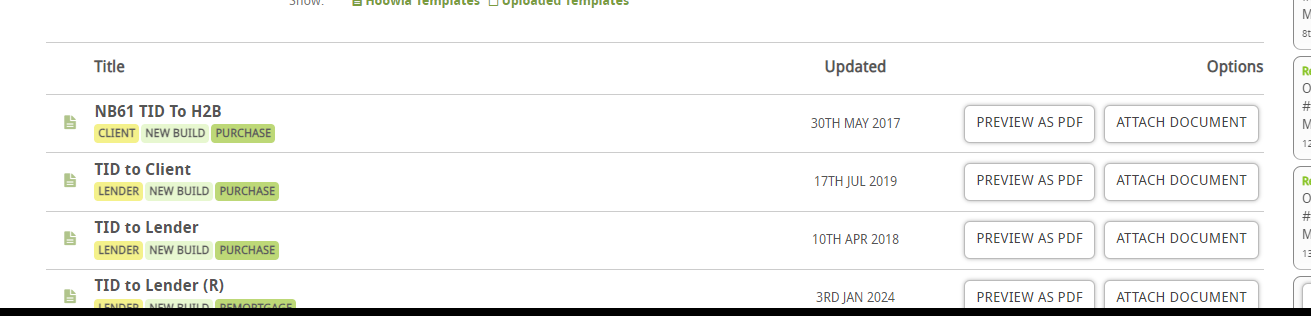 Show: Hoowla Templates Uploaded Templates
Title Updated Options
NB61 TID To H2B
CLIENT NEW BUILD PURCHASE
30TH MAY 2017 PREVIEW AS PDF ATTACH DOCUMENT
TID to Client
LENDER NEW BUILD PURCHASE
17TH JUL 2019 PREVIEW AS PDF ATTACH DOCUMENT
TID to Lender
LENDER NEW BUILD PURCHASE
10TH APR 2018 PREVIEW AS PDF ATTACH DOCUMENT
TID to Lender (R)
LENDER NEW BUILD REMORTGAGE
3RD JAN 2024 PREVIEW AS PDF ATTACH DOCUMENT